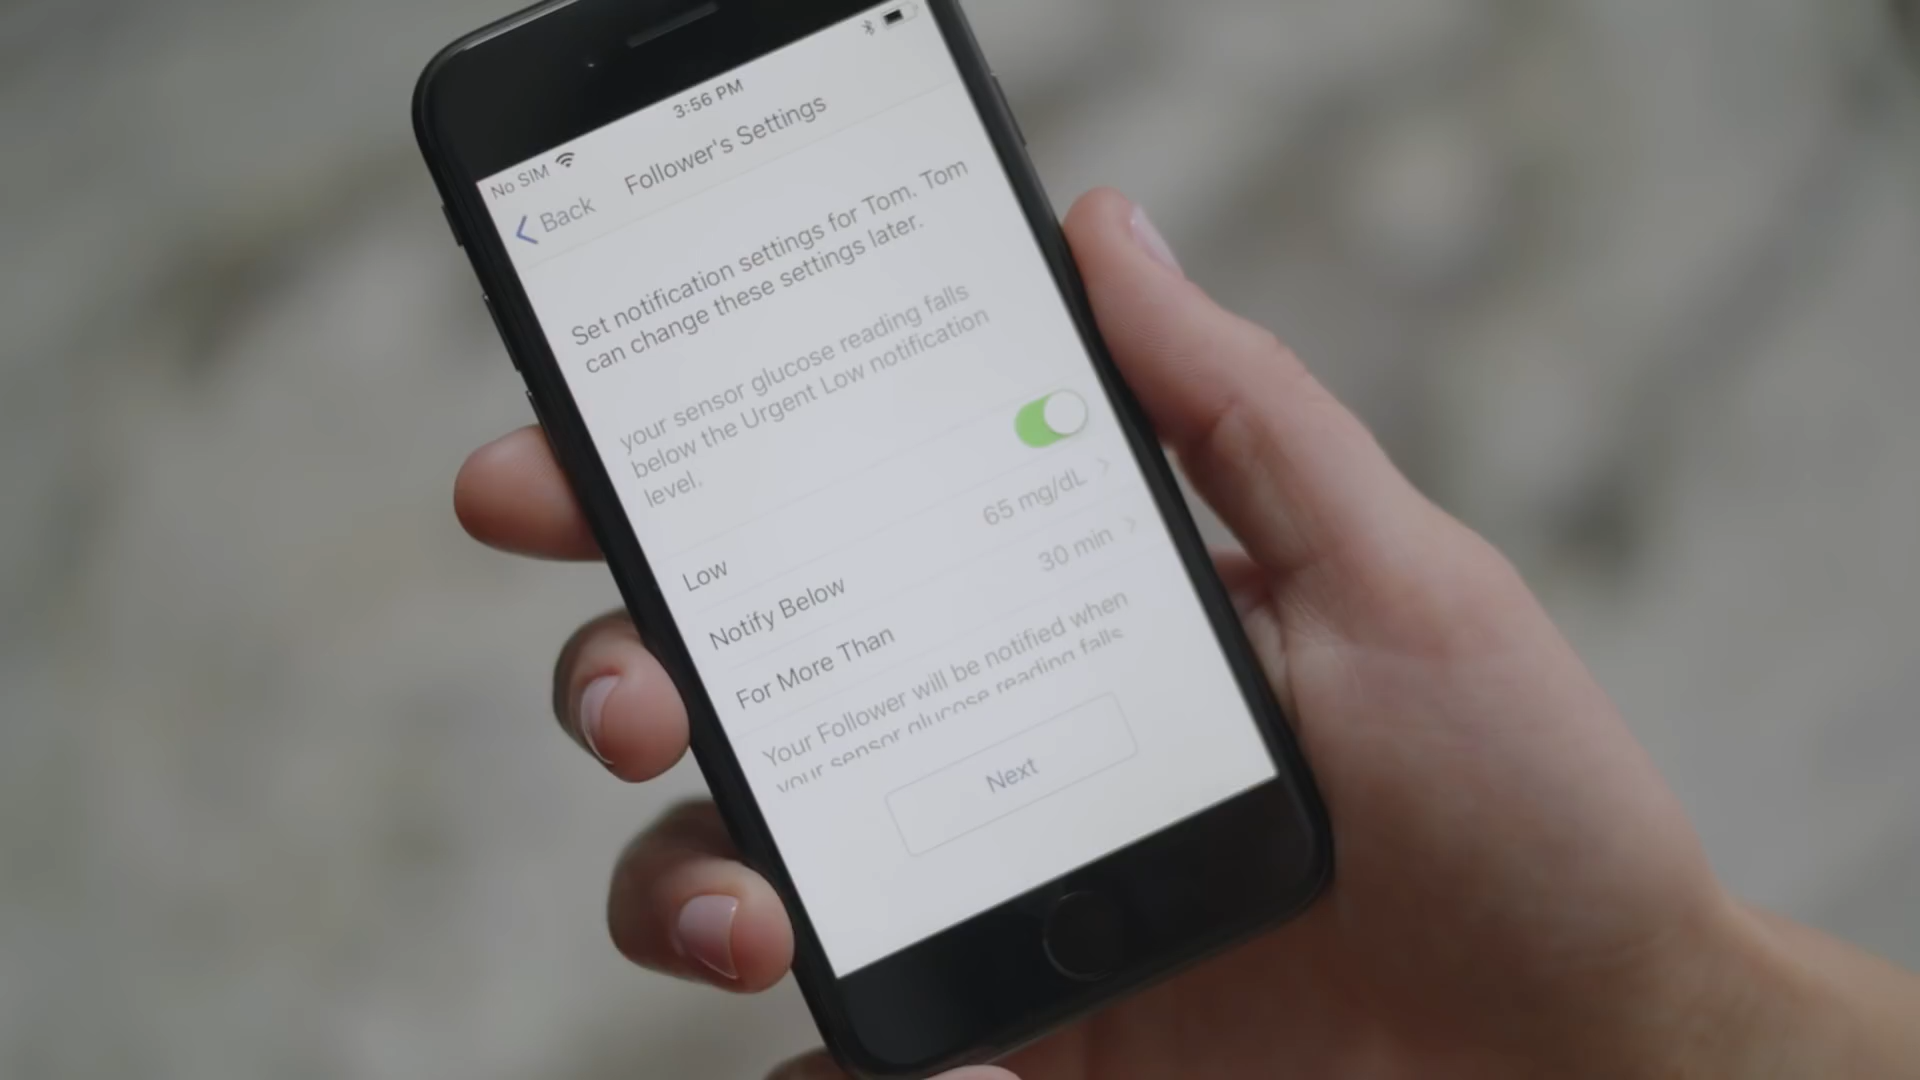 No SIM
3:56 PM
Back
Follower's Settings
Set notification settings for Tom. Tom
can change these settings later.
your sensor glucose reading falls
below the Urgent Low notification
level.
Low
Notify Below 65 mg/dL
For More Than 30 min
Your Follower will be notified when
your sensor glucose reading falls
Next